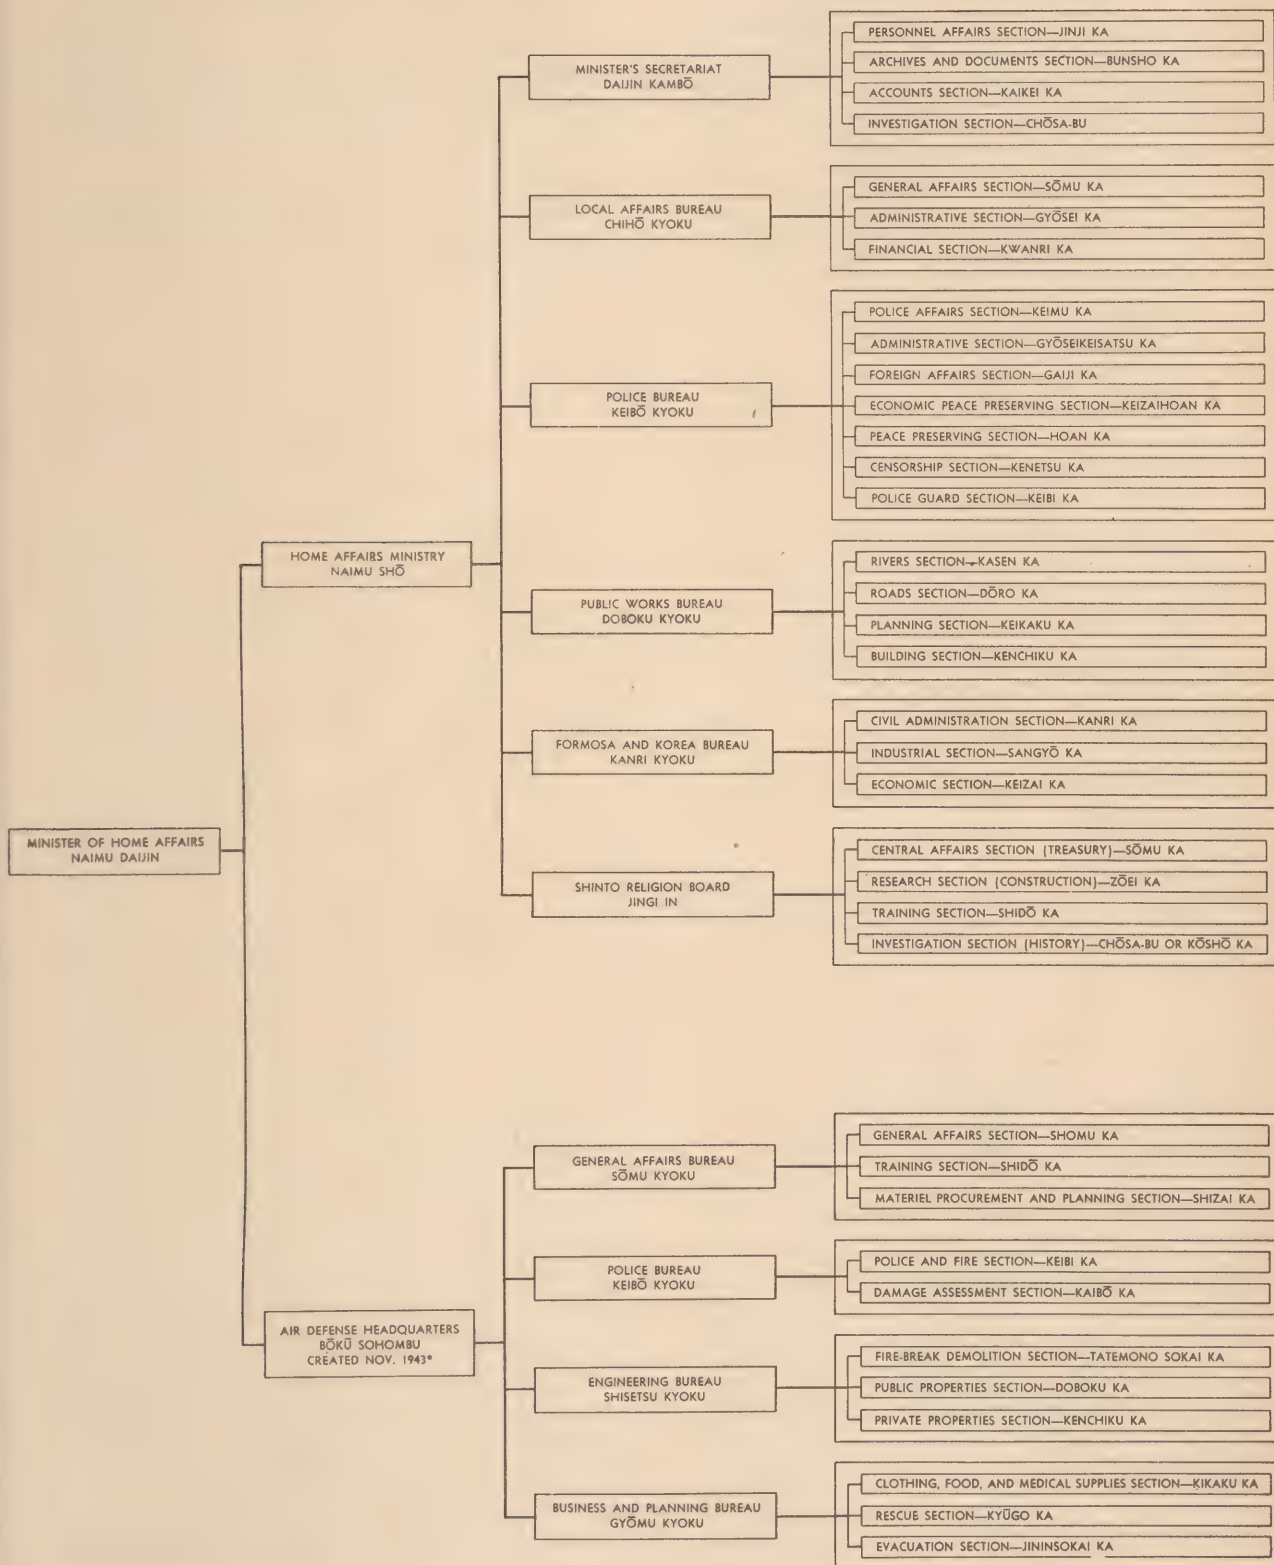 MINISTER OF HOME AFFAIRS
NAIMU DAIJIN
HOME AFFAIRS MINISTRY
NAIMU SHŌ
MINISTER'S SECRETARIAT
DAIJIN KAMBŌ
PERSONNEL AFFAIRS SECTION—JINJI KA
ARCHIVES AND DOCUMENTS SECTION—BUNSHO KA
ACCOUNTS SECTION—KAIKEI KA
INVESTIGATION SECTION—CHŌSA-BU
LOCAL AFFAIRS BUREAU
CHIHŌ KYOKU
GENERAL AFFAIRS SECTION—SŌMU KA
ADMINISTRATIVE SECTION—GYŌSEI KA
FINANCIAL SECTION—KWANRI KA
POLICE BUREAU
KEIBŌ KYOKU
POLICE AFFAIRS SECTION—KEIMU KA
ADMINISTRATIVE SECTION—GYŌSEIKEISATSU KA
FOREIGN AFFAIRS SECTION—GAIJI KA
ECONOMIC PEACE PRESERVING SECTION—KEIZAIHOAN KA
PEACE PRESERVING SECTION—HOAN KA
CENSORSHIP SECTION—KENETSU KA
POLICE GUARD SECTION—KEIBI KA
PUBLIC WORKS BUREAU
DOBOKU KYOKU
RIVERS SECTION—KASEN KA
ROADS SECTION—DŌRO KA
PLANNING SECTION—KEIKAKU KA
BUILDING SECTION—KENCHIKU KA
FORMOSA AND KOREA BUREAU
KANRI KYOKU
CIVIL ADMINISTRATION SECTION—KANRI KA
INDUSTRIAL SECTION—SANGYŌ KA
ECONOMIC SECTION—KEIZAI KA
SHINTO RELIGION BOARD
JINGI IN
CENTRAL AFFAIRS SECTION (TREASURY)—SŌMU KA
RESEARCH SECTION (CONSTRUCTION)—ZŌEI KA
TRAINING SECTION—SHIDŌ KA
INVESTIGATION SECTION (HISTORY)—CHŌSA-BU OR KŌSHŌ KA
AIR DEFENSE HEADQUARTERS
BŌKŪ SOHOMBU
CREATED NOV. 1943*
GENERAL AFFAIRS BUREAU
SŌMU KYOKU
GENERAL AFFAIRS SECTION—SHOMU KA
TRAINING SECTION—SHIDŌ KA
MATERIEL PROCUREMENT AND PLANNING SECTION—SHIZAI KA
POLICE BUREAU
KEIBŌ KYOKU
POLICE AND FIRE SECTION—KEIBI KA
DAMAGE ASSESSMENT SECTION—KAIBŌ KA
ENGINEERING BUREAU
SHISETSU KYOKU
FIRE-BREAK DEMOLITION SECTION—TATEMONO SOKAI KA
PUBLIC PROPERTIES SECTION—DOBOKU KA
PRIVATE PROPERTIES SECTION—KENCHIKU KA
BUSINESS AND PLANNING BUREAU
GYŌMU KYOKU
CLOTHING, FOOD, AND MEDICAL SUPPLIES SECTION—KIKAKU KA
RESCUE SECTION—KYŪGO KA
EVACUATION SECTION—JININSOKAI KA